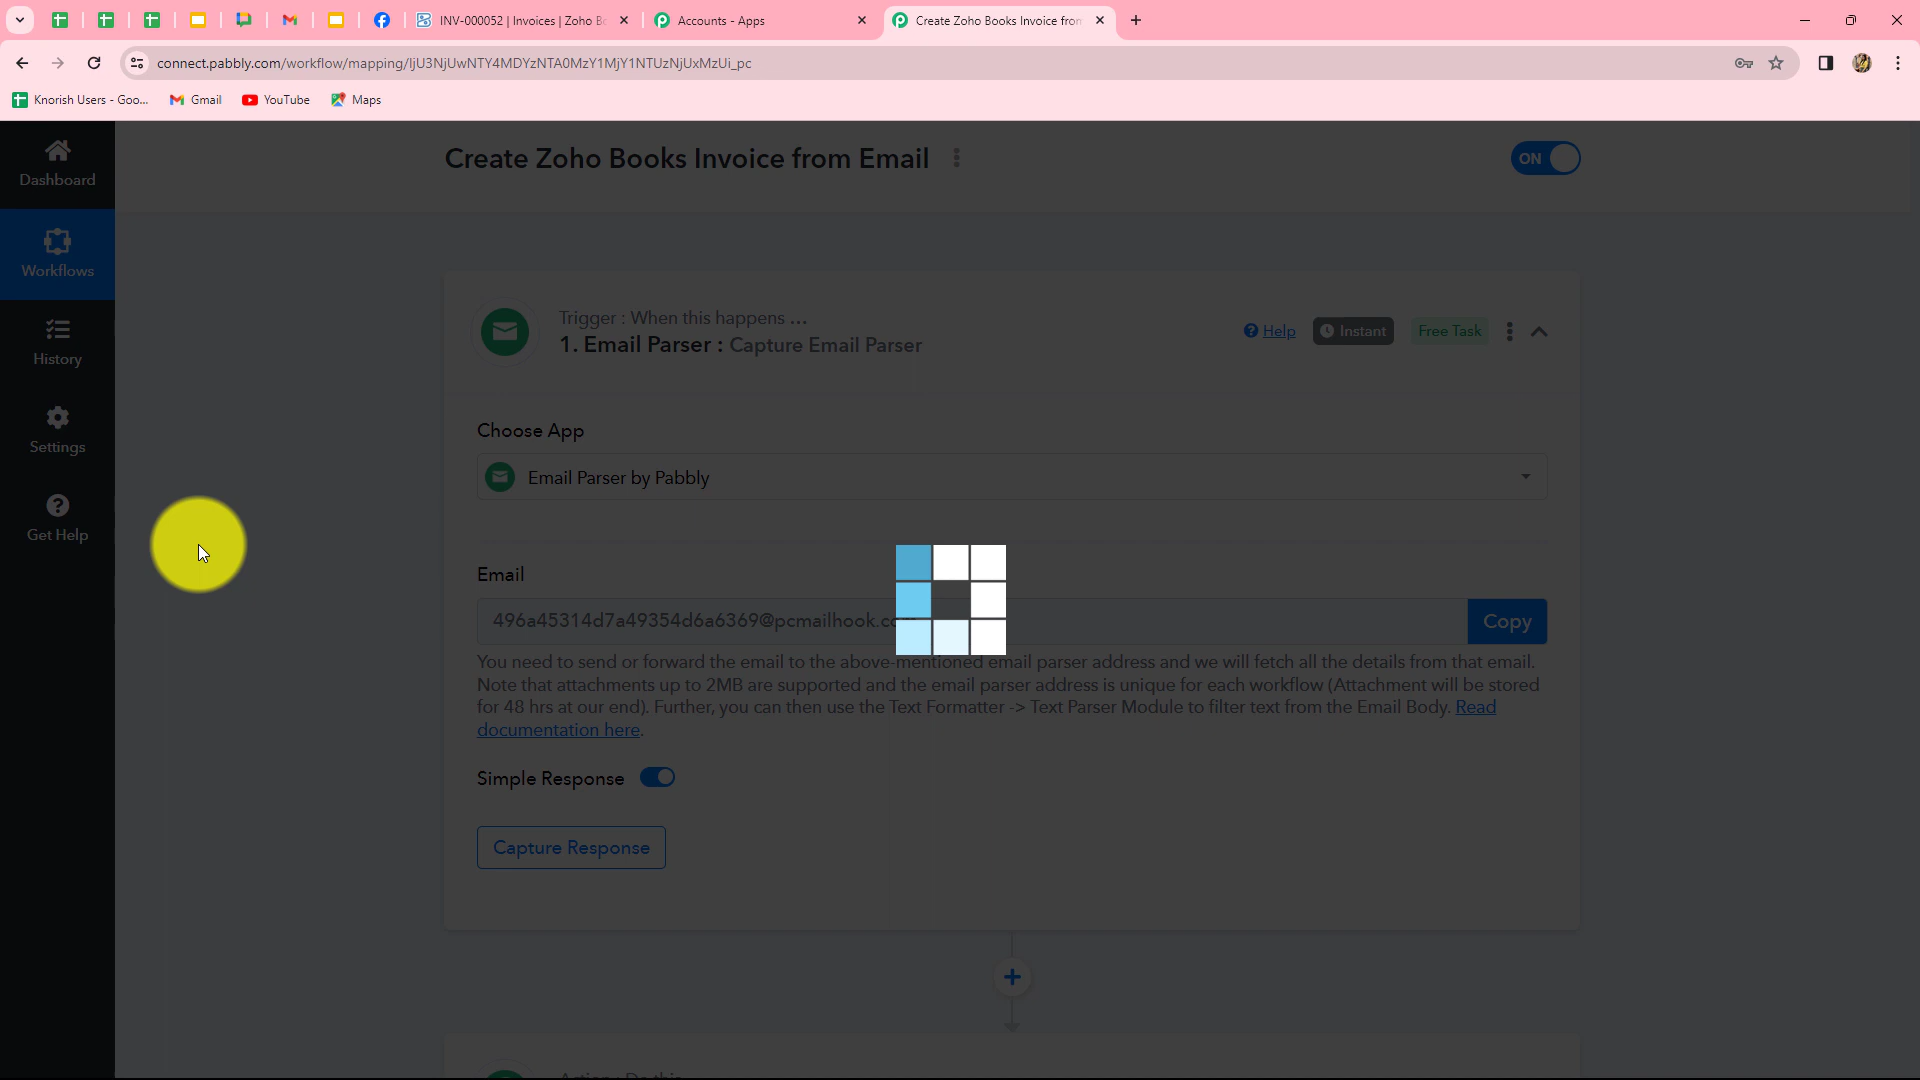 INV-000052 | Invoices | Zoho B
Accounts - Apps
Create Zoho Books Invoice from
connect.pabbly.com/workflow/mapping/IjU3NjUwNTY4MDYzNTA0MzY1MjY1NTUzNjUxMzUi_pc
Knorish Users - Goo...
Gmail
YouTube
Maps
Dashboard
Workflows
History
Settings
Get Help
Create Zoho Books Invoice from Email
ON
Trigger : When this happens ...
1. Email Parser : Capture Email Parser
Help
Instant
Free Task
Choose App
Email Parser by Pabbly
Email
496a45314d7a49354d6a6369@pcmailhook.co
Copy
You need to send or forward the email to the above-mentioned email parser address and we will fetch all the details from that email.
Note that attachments up to 2MB are supported and the email parser address is unique for each workflow (Attachment will be stored
for 48 hrs at our end). Further, you can then use the Text Formatter -> Text Parser Module to filter text from the Email Body. Read
documentation here.
Simple Response
Capture Response